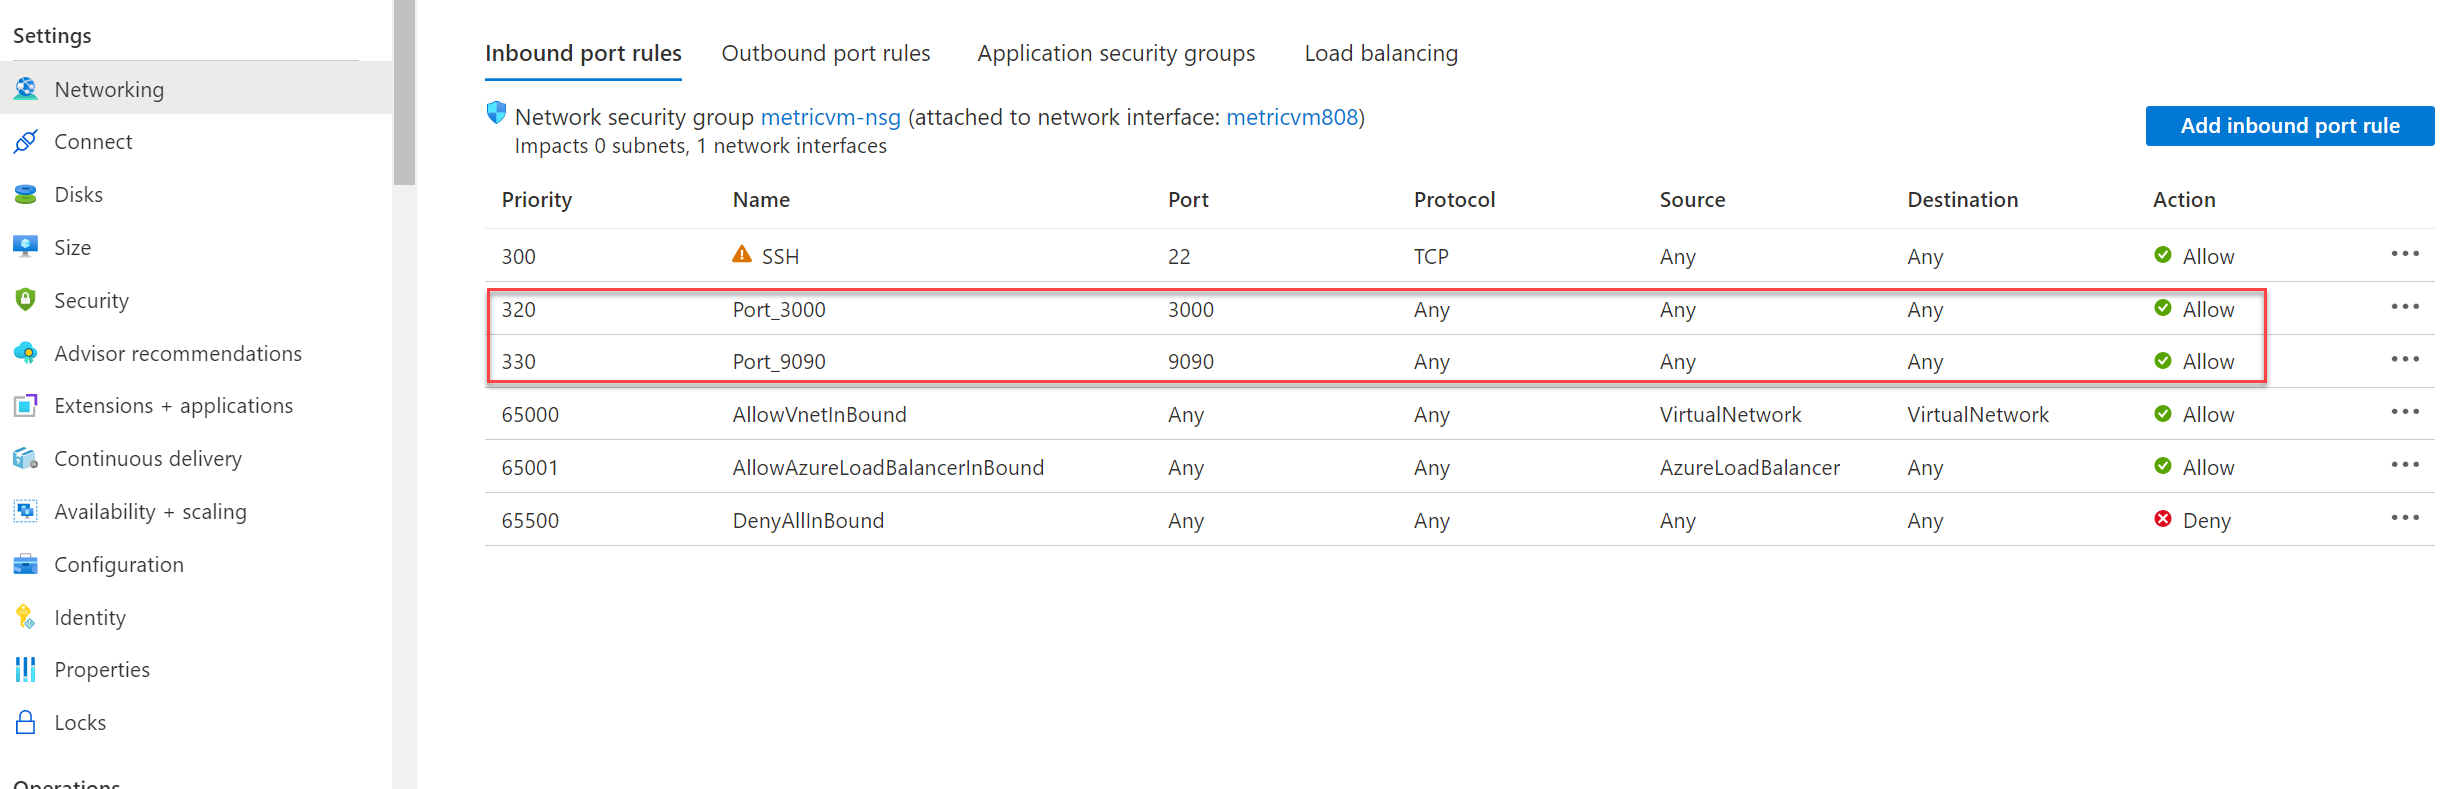 Settings
Networking
Connect
Disks
Size
Security
Advisor recommendations
Extensions + applications
Continuous delivery
Availability + scaling
Configuration
Identity
Properties
Locks
Operations
Inbound port rules Outbound port rules Application security groups Load balancing
Network security group metricvm-nsg (attached to network interface: metricvm808)
Impacts 0 subnets, 1 network interfaces
Add inbound port rule
Priority Name Port Protocol Source Destination Action
300 SSH 22 TCP Any Any Allow
320 Port_3000 3000 Any Any Any Allow
330 Port_9090 9090 Any Any Any Allow
65000 AllowVnetInBound Any Any VirtualNetwork VirtualNetwork Allow
65001 AllowAzureLoadBalancerInBound Any Any AzureLoadBalancer Any Allow
65500 DenyAllInBound Any Any Any Any Deny